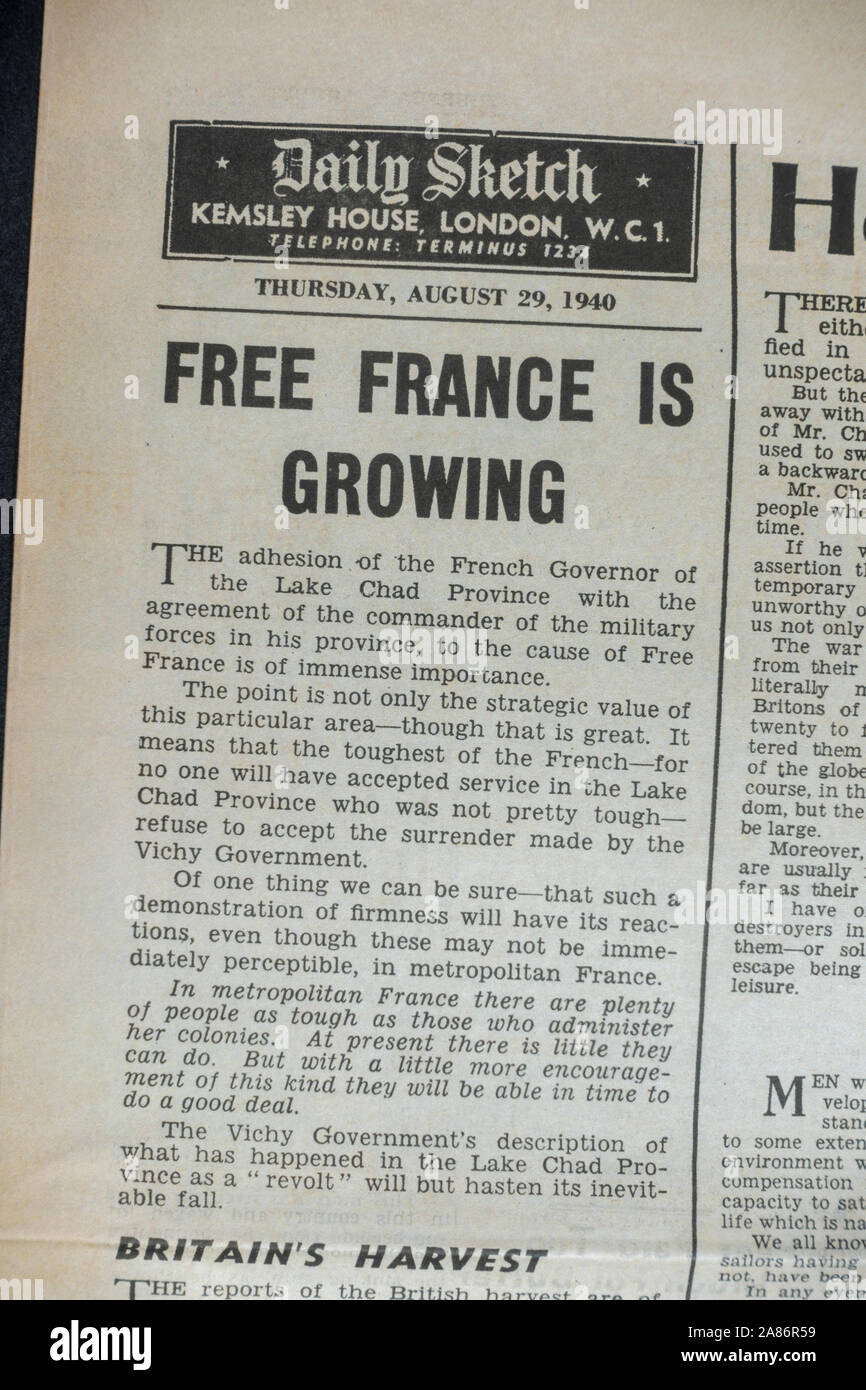 Daily Sketch
KEMSLEY HOUSE, LONDON, W.C.1.
TELEPHONE: TERMINUS
THURSDAY, AUGUST 29, 1940
FREE FRANCE IS
GROWING
THE adhesion of the French Governor of
the Lake Chad Province with the
agreement of the commander of the military
forces in his province, to the cause of Free
France is of immense importance.
The point is not only the strategic value of
this particular area—though that is great. It
means that the toughest of the French—for
no one will have accepted service in the Lake
Chad Province who was not pretty tough—
refuse to accept the surrender made by the
Vichy Government.
Of one thing we can be sure—that such a
demonstration of firmness will have its reac-
tions, even though these may not be imme-
diately perceptible, in metropolitan France.
In metropolitan France there are plenty
of people as tough as those who administer
her colonies. At present there is little they
can do. But with a little more encourage-
ment of this kind they will be able in time to
do a good deal.
The Vichy Government's description of
what has happened in the Lake Chad Pro-
vince as a "revolt" will but hasten its inevit-
able fall.
BRITAIN'S HARVEST
THE reports of the British harvest are of
H
THERE
eith
fied in
unspecta
But the
away with
of Mr. Ch
used to sw
a backward
Mr. Cha
people who
time.
If he w
assertion th
temporary
unworthy o
us not only
The war
from their
literally m
Britons of
twenty to f
tered them
of the globe
course, in th
dom, but the
be large.
Moreover,
are usually
far as their
I have o
destroyers in
them—or sol
escape being
leisure.
MEN w
velop
stand
to some exten
environment w
compensation
capacity to sat
life which is na
We all know
sailors having
not, have been
In any even
alamy
Image ID: 2A86R59
www.alamy.com